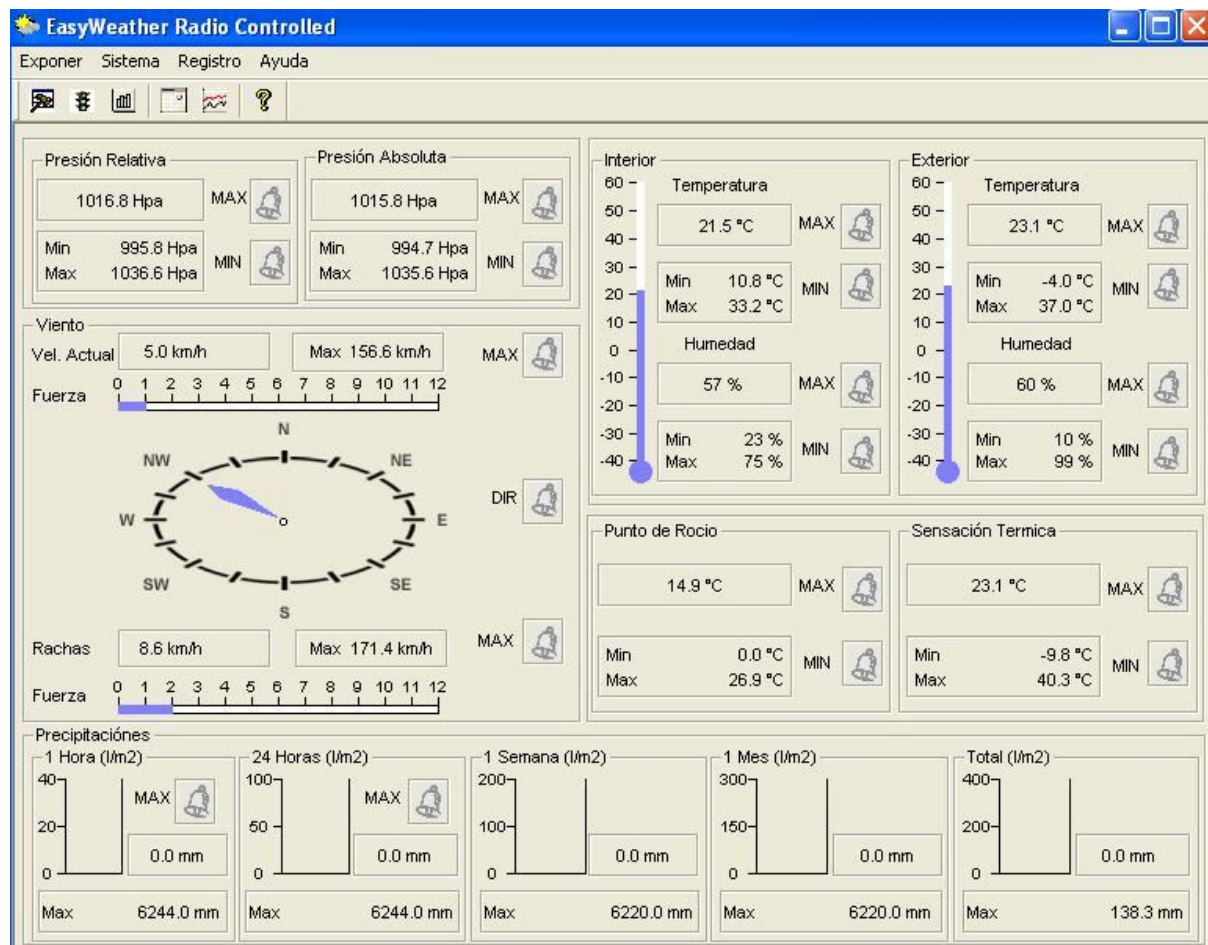 EasyWeather Radio Controlled
Exponer Sistema Registro Ayuda
Presión Relativa
1016.8 Hpa MAX
Min 995.8 Hpa
Max 1036.6 Hpa
MIN
Presión Absoluta
1015.8 Hpa MAX
Min 994.7 Hpa
Max 1035.6 Hpa
MIN
Interior
60
50
40
30
20
10
0
-10
-20
-30
-40
Temperatura
21.5 °C MAX
Min 10.8 °C
Max 33.2 °C
MIN
Humedad
57 % MAX
Min 23 %
Max 75 %
MIN
Exterior
60
50
40
30
20
10
0
-10
-20
-30
-40
Temperatura
23.1 °C MAX
Min -4.0 °C
Max 37.0 °C
MIN
Humedad
60 % MAX
Min 10 %
Max 99 %
MIN
Viento
Vel. Actual 5.0 km/h Max 156.6 km/h MAX
Fuerza 0 1 2 3 4 5 6 7 8 9 10 11 12
N
NW NE
W E
SW SE
S
DIR
Rachas 8.6 km/h Max 171.4 km/h MAX
Fuerza 0 1 2 3 4 5 6 7 8 9 10 11 12
Punto de Rocio
14.9 °C MAX
Min 0.0 °C
Max 26.9 °C
MIN
Sensación Termica
23.1 °C MAX
Min -9.8 °C
Max 40.3 °C
MIN
Precipitaciónes
1 Hora (l/m2)
40
20
0
MAX
0.0 mm
Max 6244.0 mm
24 Horas (l/m2)
100
50
0
MAX
0.0 mm
Max 6244.0 mm
1 Semana (l/m2)
200
100
0
0.0 mm
Max 6220.0 mm
1 Mes (l/m2)
300
150
0
0.0 mm
Max 6220.0 mm
Total (l/m2)
400
200
0
0.0 mm
Max 138.3 mm